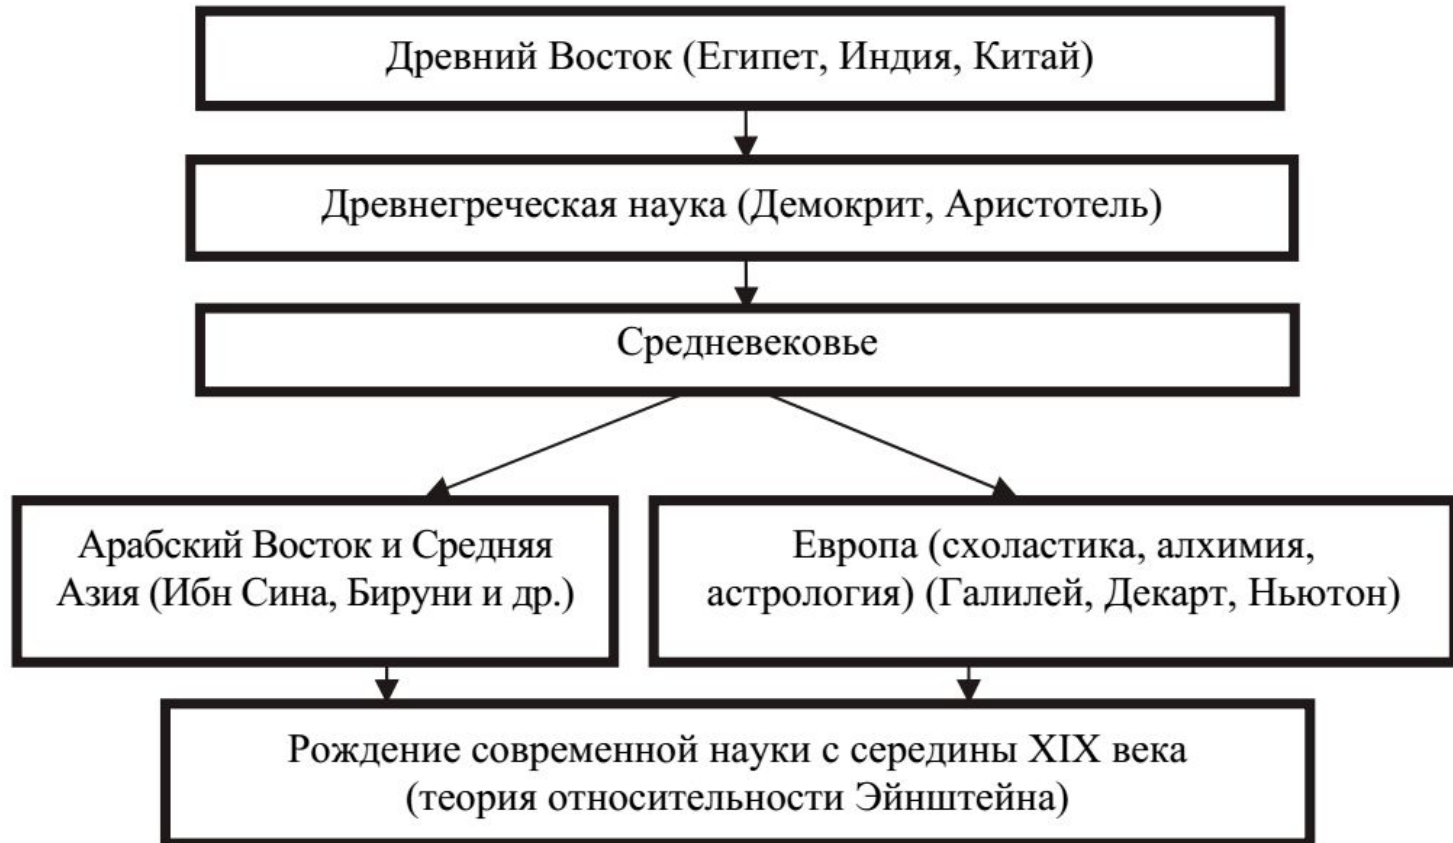 Древний Восток (Египет, Индия, Китай)
Древнегреческая наука (Демокрит, Аристотель)
Средневековье
Арабский Восток и Средняя
Азия (Ибн Сина, Бируни и др.)
Европа (схоластика, алхимия,
астрология) (Галилей, Декарт, Ньютон)
Рождение современной науки с середины XIX века
(теория относительности Эйнштейна)